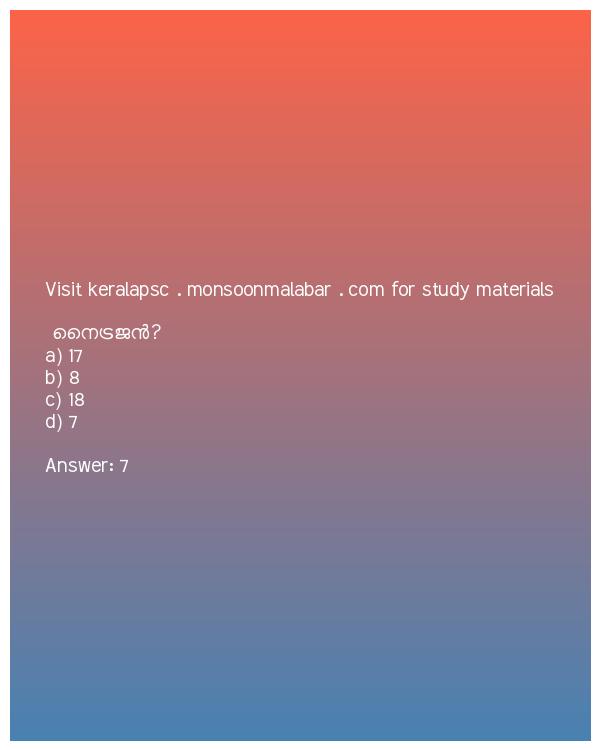 Visit keralapsc . monsoonmalabar . com for study materials
നൈട്രജൻ?
a) 17
b) 8
c) 18
d) 7
Answer: 7